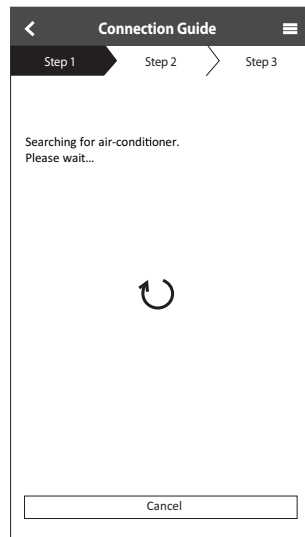 Connection Guide
Step 1 Step 2 Step 3
Searching for air-conditioner.
Please wait...
Cancel